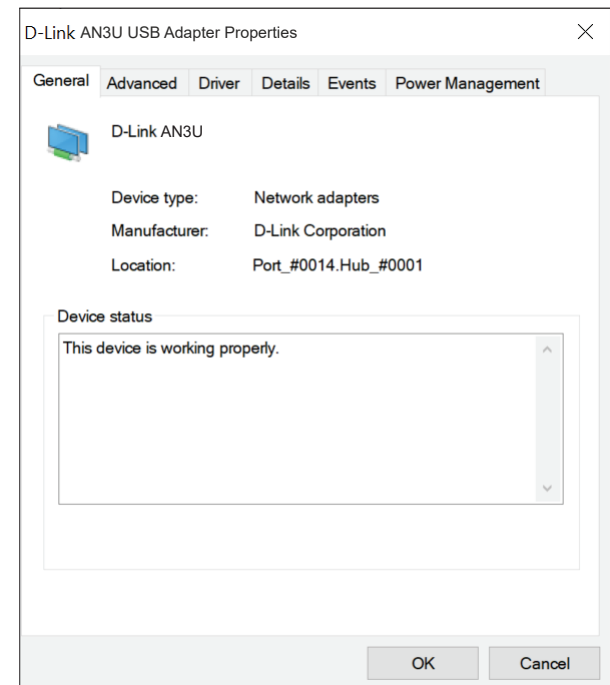 D-Link AN3U USB Adapter Properties
General Advanced Driver Details Events Power Management
D-Link AN3U
Device type: Network adapters
Manufacturer: D-Link Corporation
Location: Port_#0014.Hub_#0001
Device status
This device is working properly.
OK Cancel